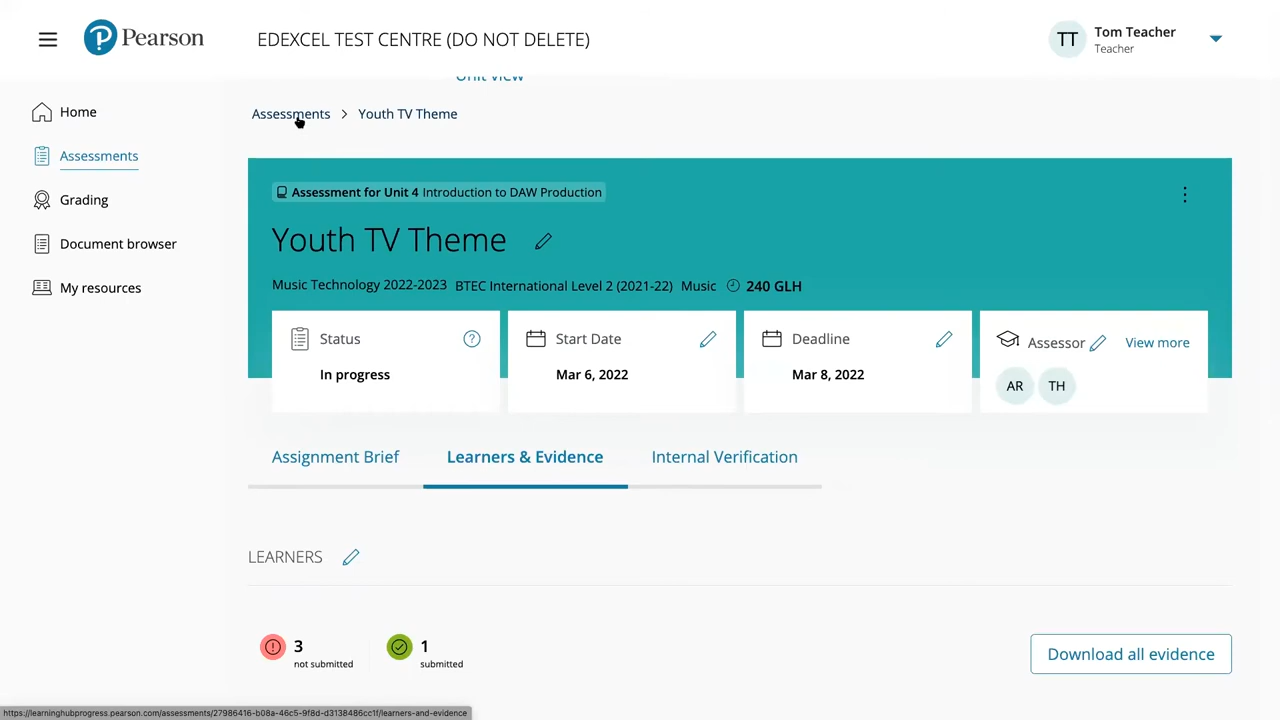 Pearson
EDEXCEL TEST CENTRE (DO NOT DELETE)
TT
Tom Teacher
Teacher
Unit view
Home
Assessments
Grading
Document browser
My resources
Assessments > Youth TV Theme
Assessment for Unit 4 Introduction to DAW Production
Youth TV Theme
Music Technology 2022-2023 BTEC International Level 2 (2021-22) Music 240 GLH
Status
?
In progress
Start Date
Mar 6, 2022
Deadline
Mar 8, 2022
Assessor
View more
AR
TH
Assignment Brief
Learners & Evidence
Internal Verification
LEARNERS
3
not submitted
1
submitted
Download all evidence
https://learninghubprogress.pearson.com/assessments/27986416-b08a-46c5-9f8d-d3138486cc1f/learners-and-evidence